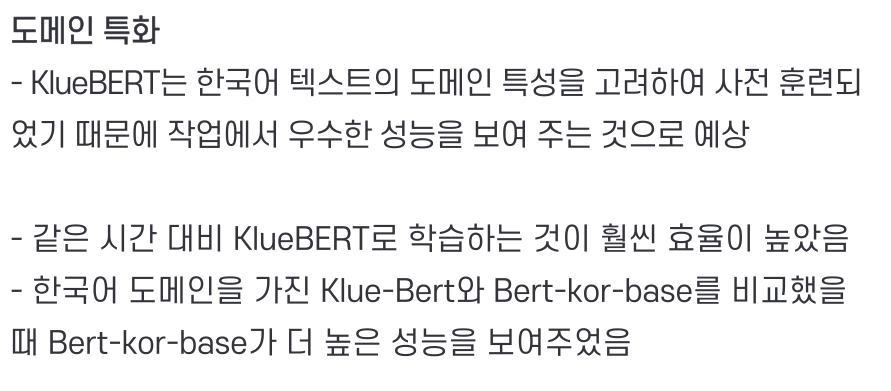 도메인 특화
- KlueBERT는 한국어 텍스트의 도메인 특성을 고려하여 사전 훈련되
었기 때문에 작업에서 우수한 성능을 보여 주는 것으로 예상
- 같은 시간 대비 KlueBERT로 학습하는 것이 훨씬 효율이 높았음
- 한국어 도메인을 가진 Klue-Bert와 Bert-kor-base를 비교했을
때 Bert-kor-base가 더 높은 성능을 보여주었음